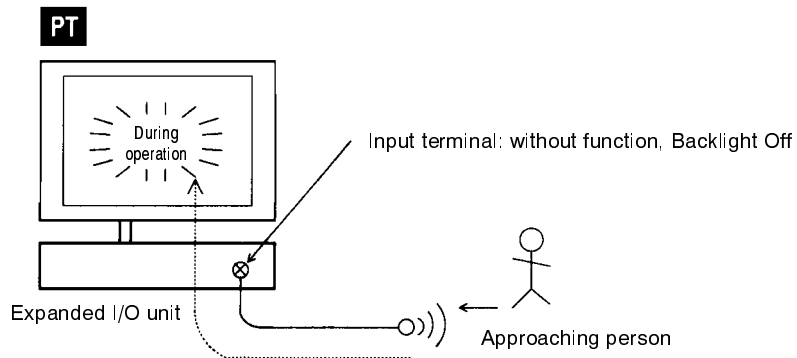 PT
During
operation
Input terminal: without function, Backlight Off
Expanded I/O unit
Approaching person